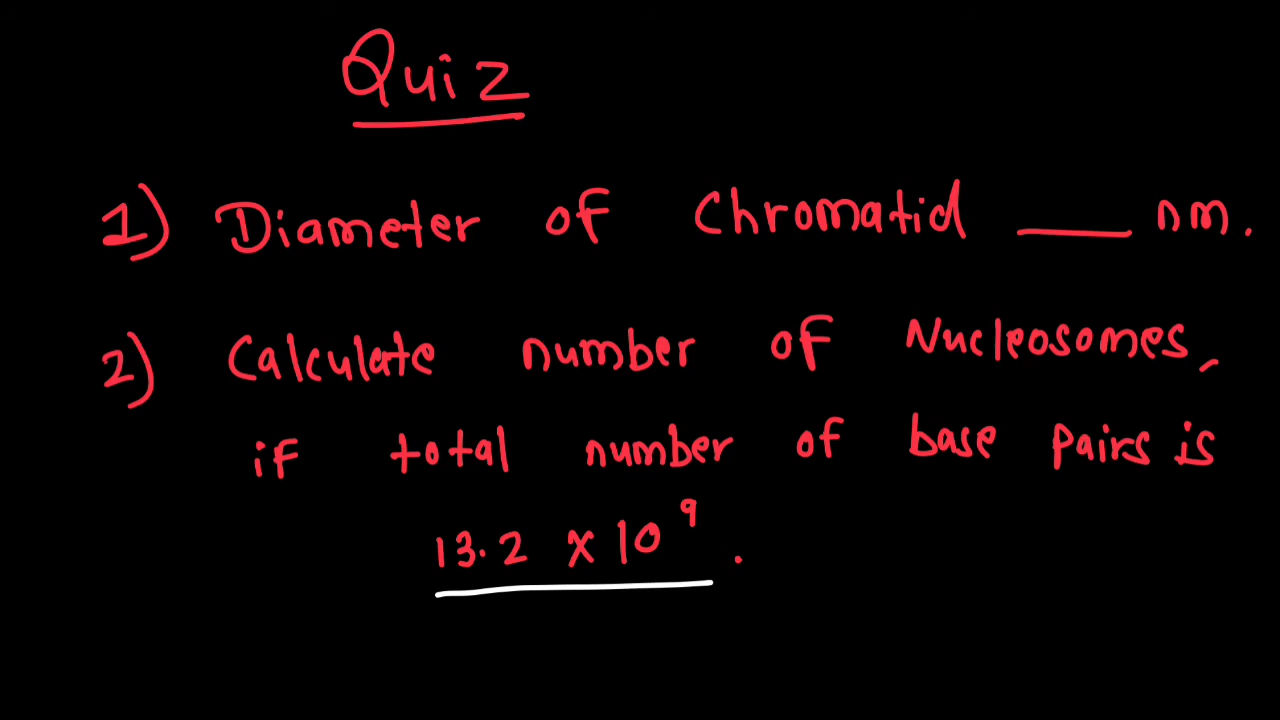 Quiz
1) Diameter of Chromatid ____ nm.
2) Calculate number of Nucleosomes,
if total number of base pairs is
13.2 x 10⁹.